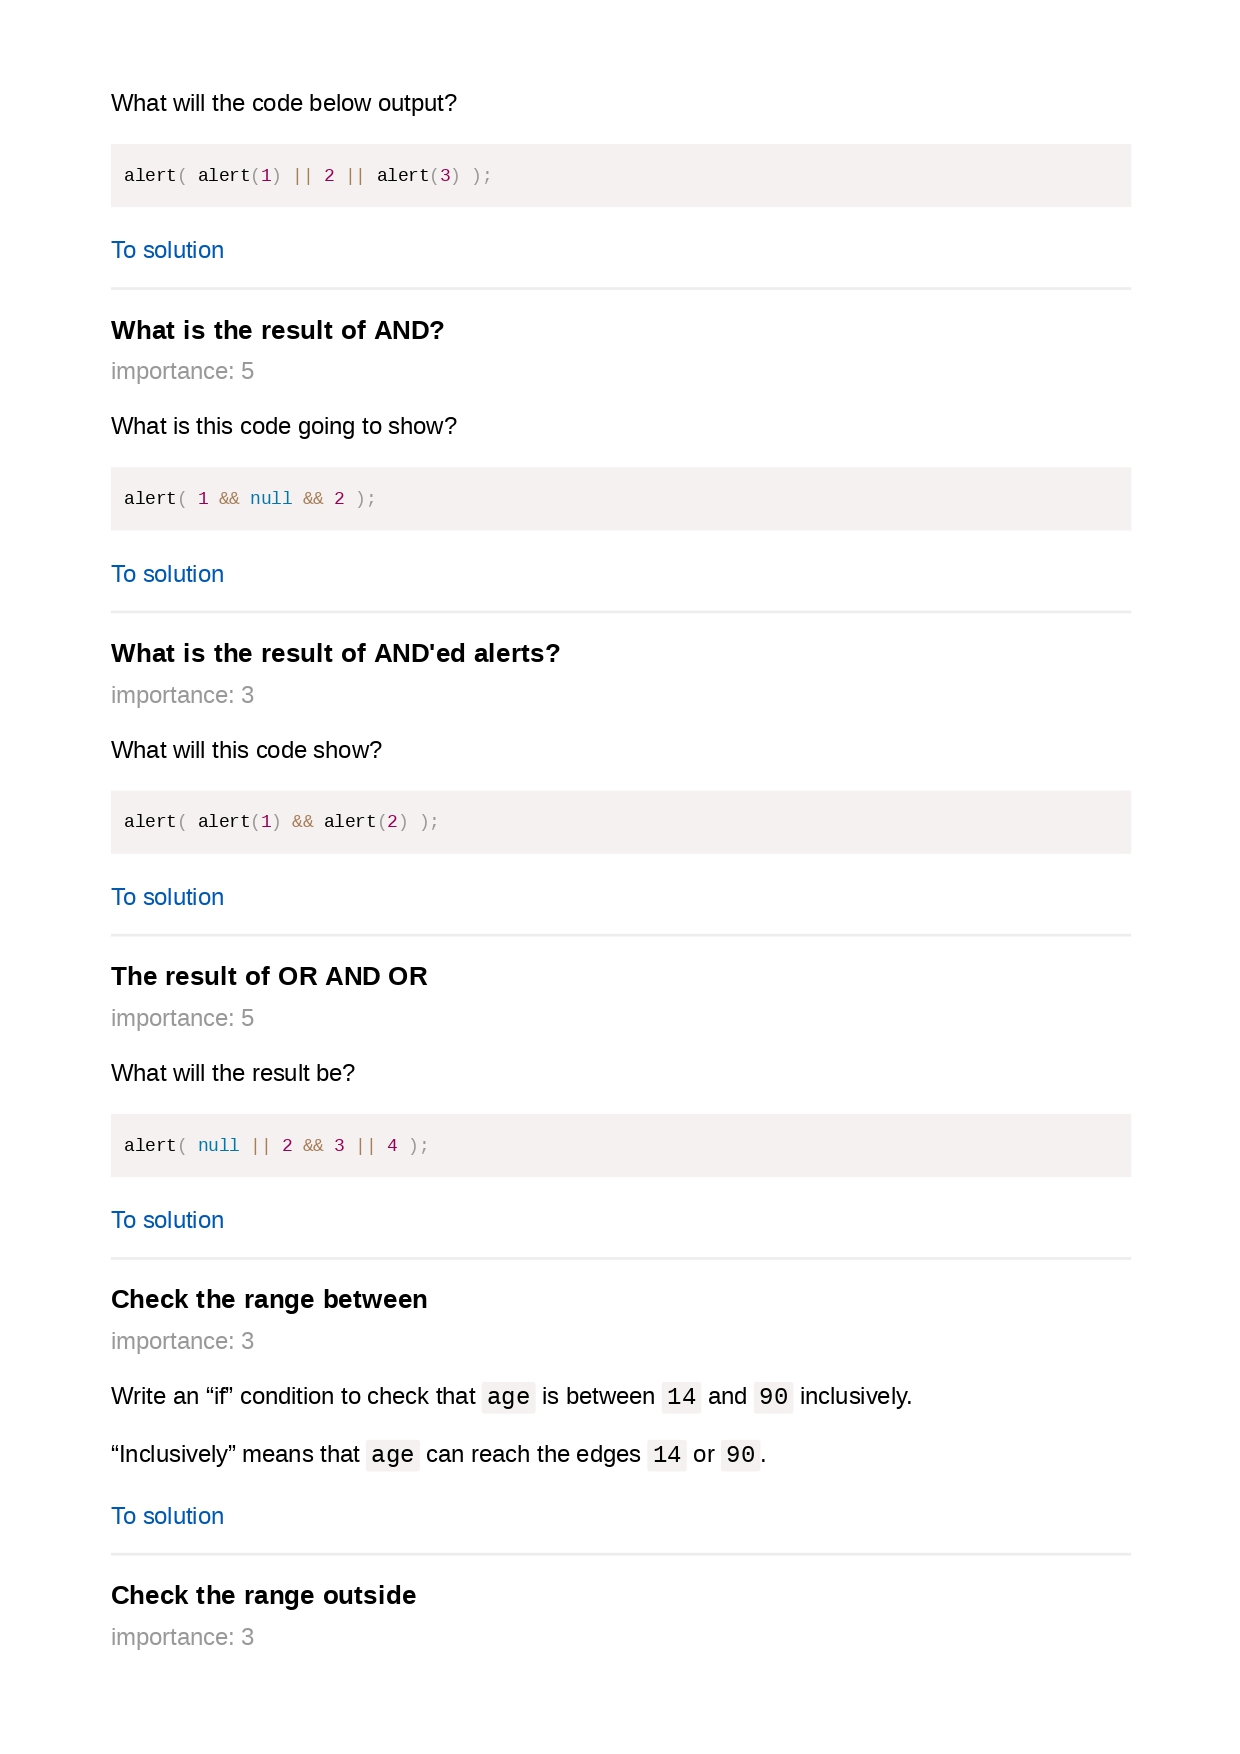 What will the code below output?
alert( alert(1) || 2 || alert(3) );
To solution
What is the result of AND?
importance: 5
What is this code going to show?
alert( 1 && null && 2 );
To solution
What is the result of AND'ed alerts?
importance: 3
What will this code show?
alert( alert(1) && alert(2) );
To solution
The result of OR AND OR
importance: 5
What will the result be?
alert( null || 2 && 3 || 4 );
To solution
Check the range between
importance: 3
Write an “if” condition to check that age is between 14 and 90 inclusively.
“Inclusively” means that age can reach the edges 14 or 90.
To solution
Check the range outside
importance: 3